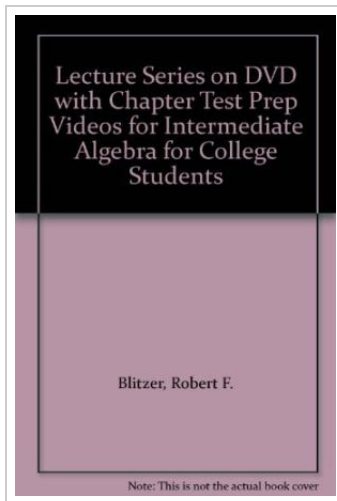 Lecture Series on DVD
with Chapter Test Prep
Videos for Intermediate
Algebra for College
Students
Blitzer, Robert F.
Note: This is not the actual book cover